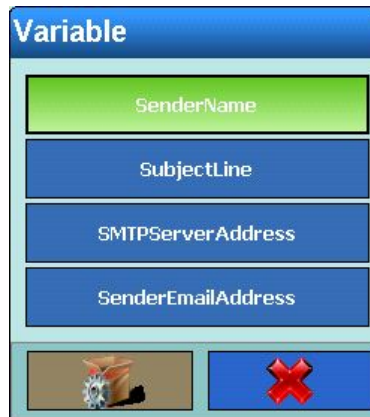 Variable
SenderName
SubjectLine
SMTPServerAddress
SenderEmailAddress